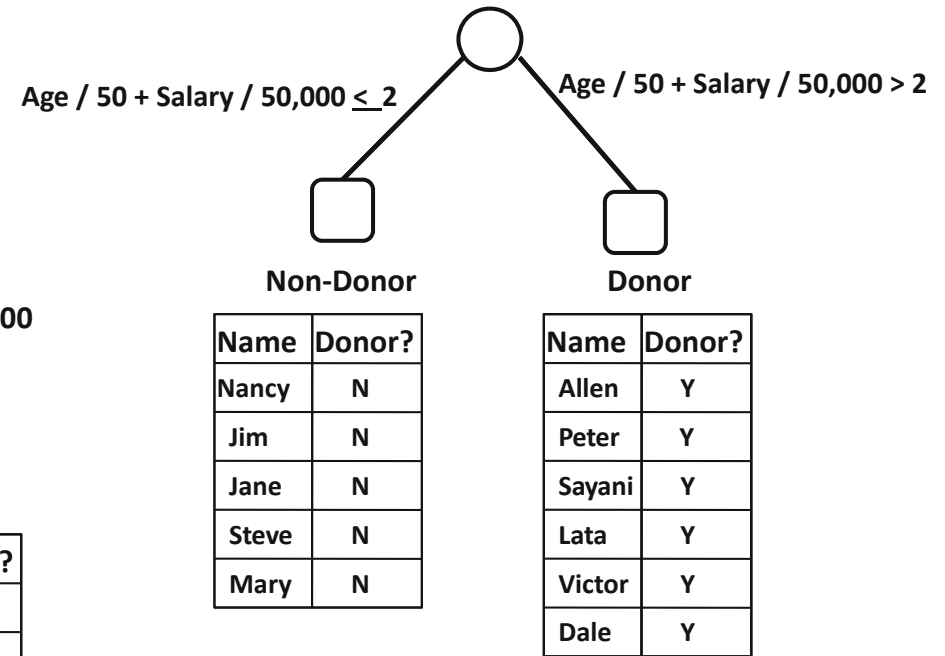 Age / 50 + Salary / 50,000 < 2
Age / 50 + Salary / 50,000 > 2
Non-Donor
Donor
00
Name Donor?
Nancy N
Jim N
Jane N
Steve N
Mary N
Name Donor?
Allen Y
Peter Y
Sayani Y
Lata Y
Victor Y
Dale Y
?